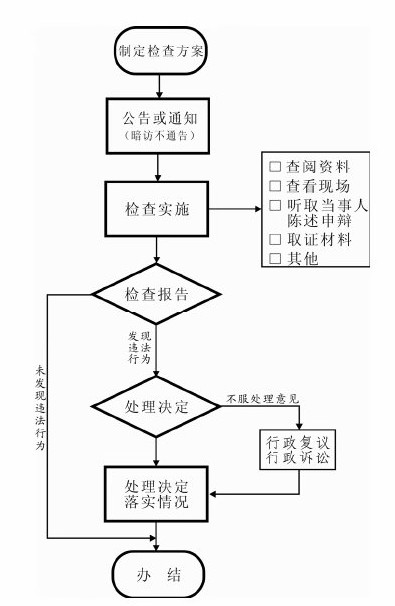 制定检查方案
公告或通知
（暗访不通告）
检查实施
□ 查阅资料
□ 查看现场
□ 听取当事人
陈述申辩
□ 取证材料
□ 其他
检查报告
发现
违法
行为
未发现违法行为
处理决定
不服处理意见
行政复议
行政诉讼
处理决定
落实情况
办 结